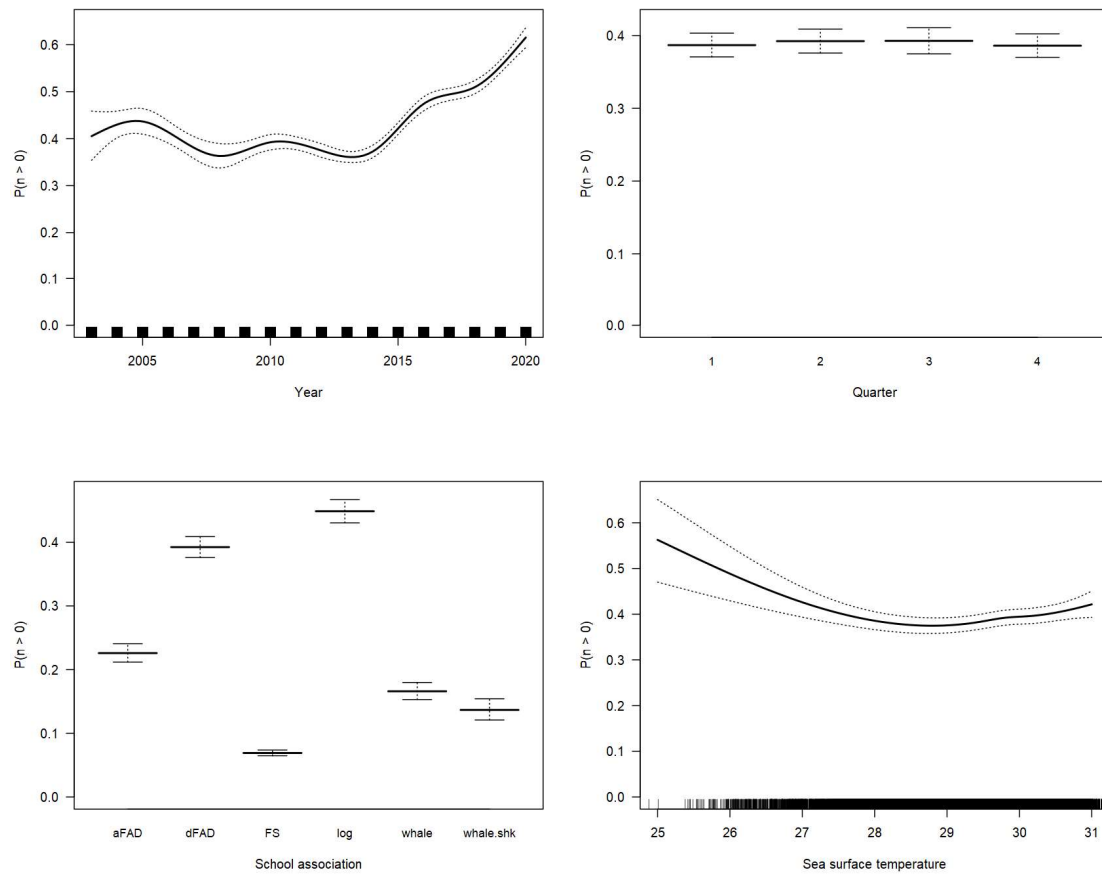 0.6
0.5
0.4
0.3
0.2
0.1
0.0
P(n > 0)
2005 2010 2015 2020
Year
0.4
0.3
0.2
0.1
0.0
P(n > 0)
1 2 3 4
Quarter
0.4
0.3
0.2
0.1
0.0
P(n > 0)
aFAD dFAD FS log whale whale.shk
School association
0.6
0.5
0.4
0.3
0.2
0.1
0.0
P(n > 0)
25 26 27 28 29 30 31
Sea surface temperature